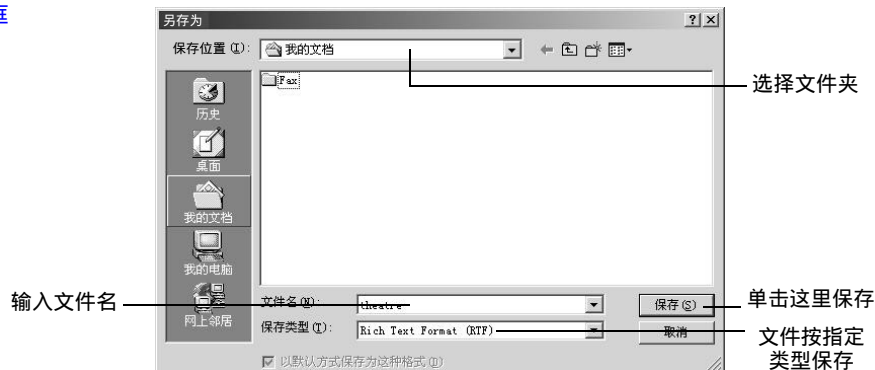 框
另存为
保存位置(I):
我的文档
选择文件夹
Fax
历史
桌面
我的文档
我的电脑
网上邻居
输入文件名
文件名(N):
theatre
保存(S)
单击这里保存
保存类型(T):
Rich Text Format (RTF)
取消
文件按指定
类型保存
以默认方式保存为这种格式(D)